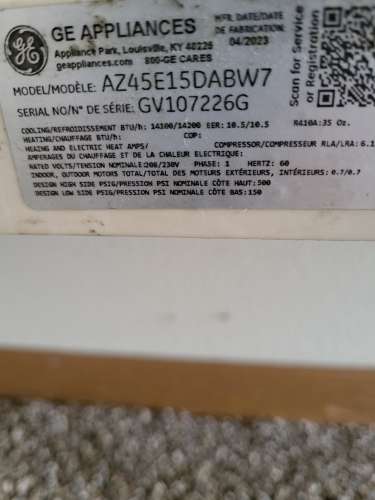 GE APPLIANCES
MFR. DATE/DATE
DE FABRICATION:
04/2023
Appliance Park, Louisville, KY 40225
geappliances.com 800-GE CARES
Scan for S
or Registration
MODEL/MODÈLE: AZ45E15DABW7
SERIAL NO/N° DE SÉRIE: GV107226G
COOLING/REFROIDISSEMENT BTU/h: 14100/14200 EER: 10.5/10.5 R410A:35 Oz.
HEATING/CHAUFFAGE BTU/h: COP:
HEAING AND ELECTRIC HEAT AMPS/ COMPRESSOR/COMPRESSEUR RLA/LRA: 6.1
AMPERAGES OU CHAUFFAGE ET DE LA CHALEUR ELECTRIQUE:
RATED VOLTS/TENSION NOMINALE:208/230V PHASE: 1 HERTZ: 60
INDOOR, OUTDOOR MOTORS TOTAL/TOTAL DES MOTEURS EXTÉRIEURS, INTÉRIEURS: 0.7/0.7
DESIGN HIGH SIDE PSIG/PRESSION PSI NOMINALE CÔTE HAUT:500
DESIGN LOW SIDE PSIG/PRESSION PSI NOMINALE CÔTE BAS:150